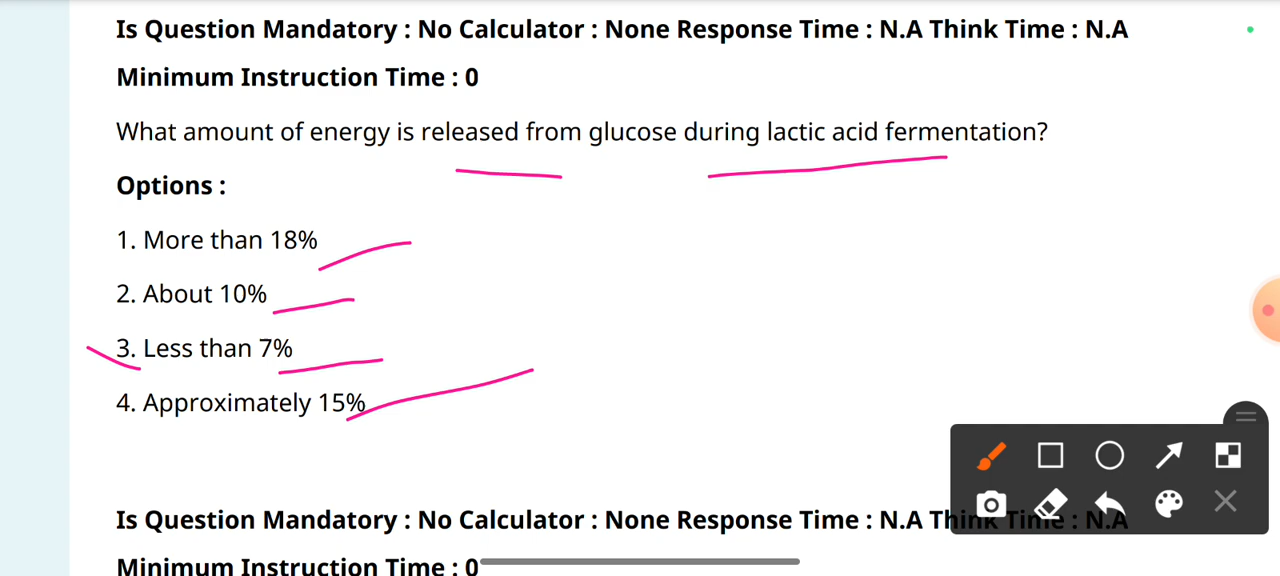 Is Question Mandatory : No Calculator : None Response Time : N.A Think Time : N.A
Minimum Instruction Time : 0
What amount of energy is released from glucose during lactic acid fermentation?
Options :
1. More than 18%
2. About 10%
3. Less than 7%
4. Approximately 15%
Is Question Mandatory : No Calculator : None Response Time : N.A Think Time : N.A
Minimum Instruction Time : 0